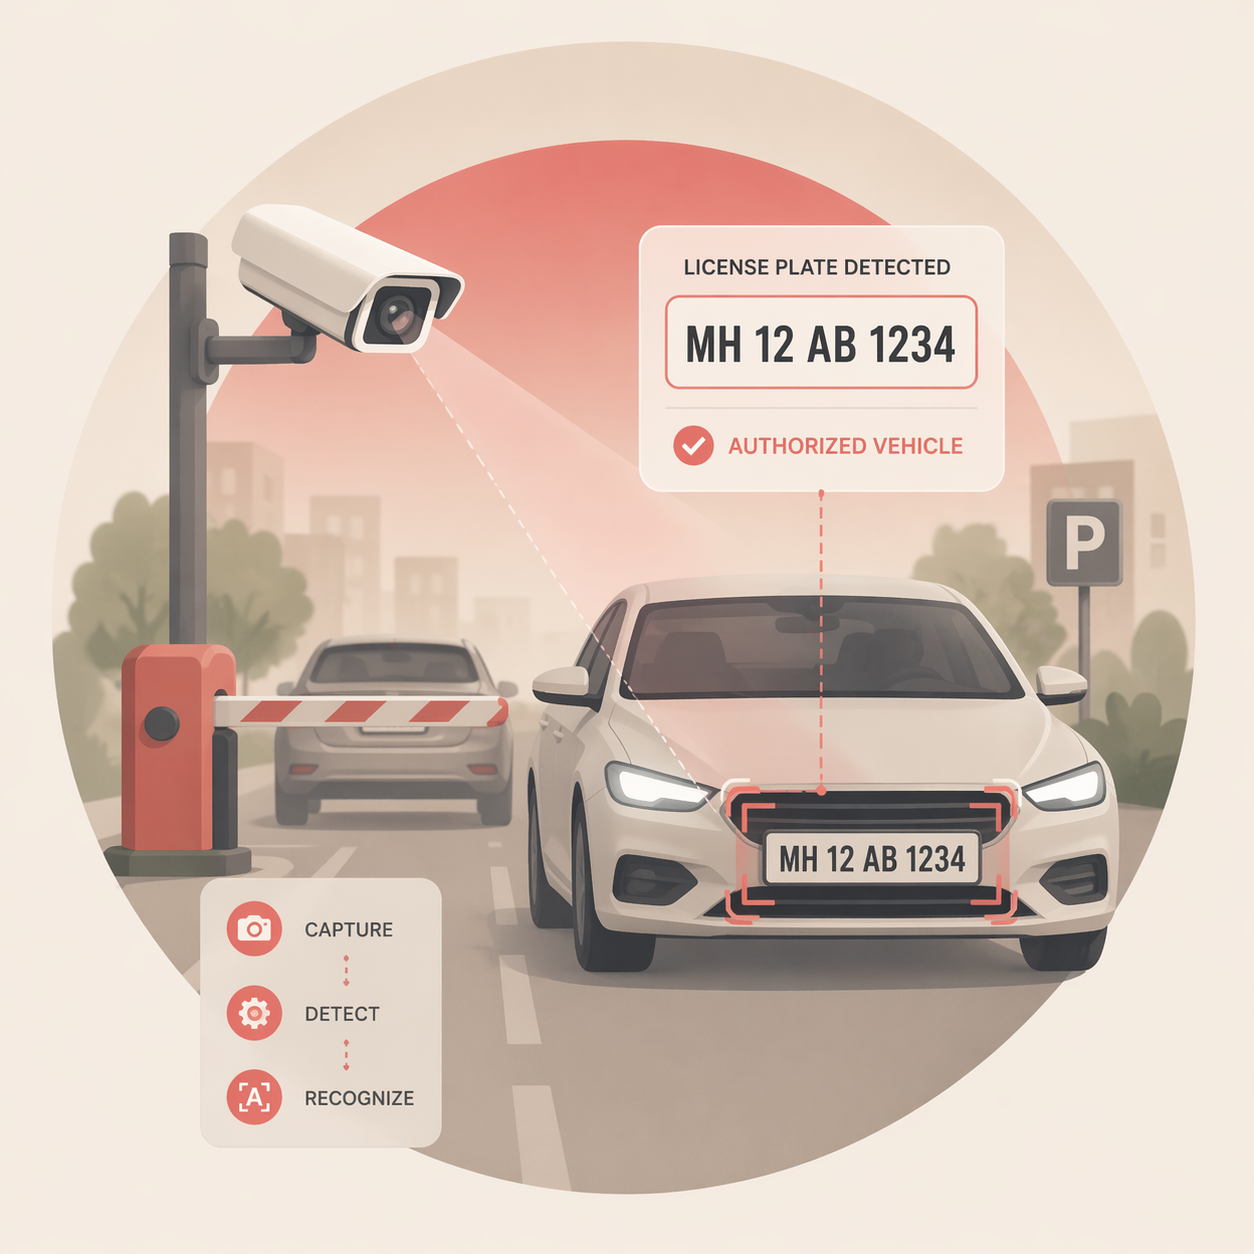 LICENSE PLATE DETECTED
MH 12 AB 1234
AUTHORIZED VEHICLE
P
MH 12 AB 1234
CAPTURE
DETECT
A
RECOGNIZE